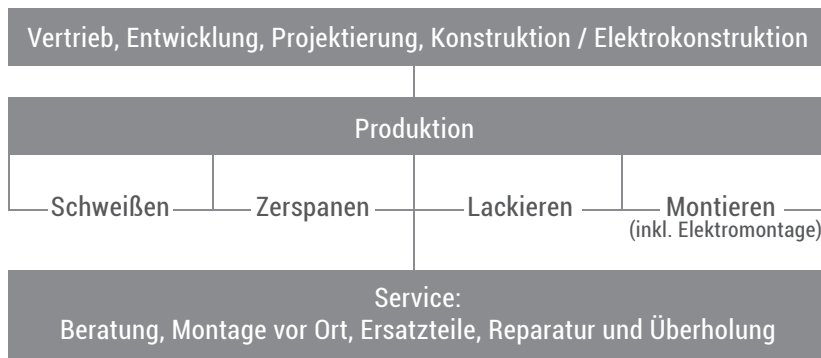 Vertrieb, Entwicklung, Projektierung, Konstruktion / Elektrokonstruktion
Produktion
Schweißen
Zerspanen
Lackieren
Montieren
(inkl. Elektromontage)
Service:
Beratung, Montage vor Ort, Ersatzteile, Reparatur und Überholung